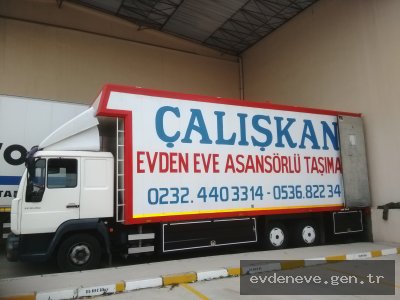 ÇALIŞKAN
EVDEN EVE ASANSÖRLÜ TAŞIMA
0232. 440 33 14 - 0536. 822 34
evdeneve.gen.tr